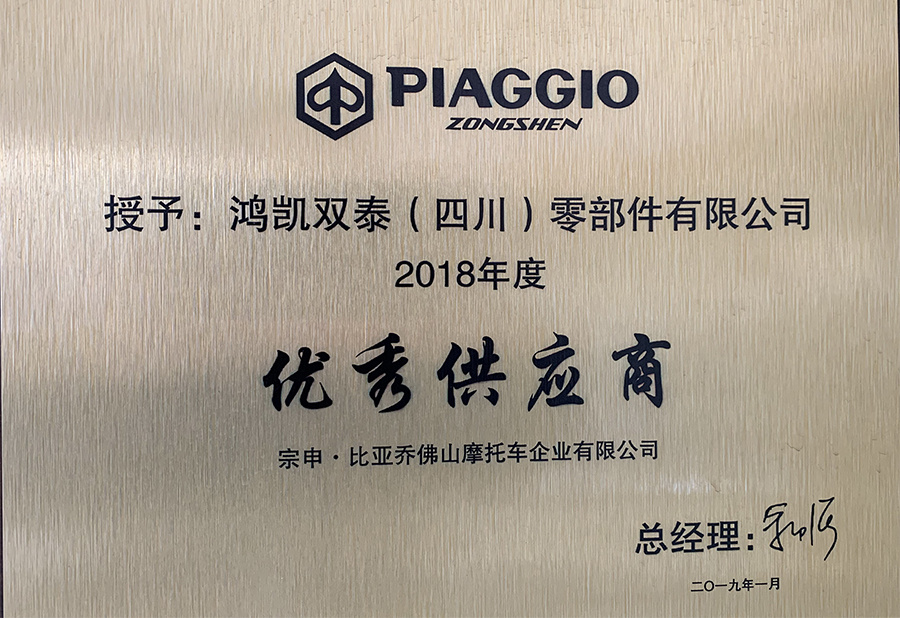 PIAGGIO
ZONGSHEN
授予：鸿凯双泰（四川）零部件有限公司
2018年度
优秀供应商
宗申·比亚乔佛山摩托车企业有限公司
总经理：
二〇一九年一月